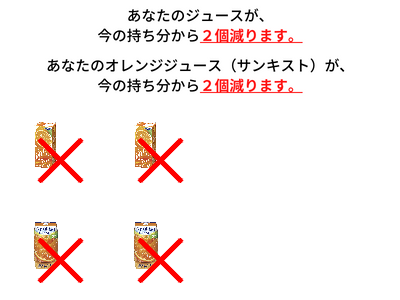 あなたのジュースが、
今の持ち分から２個減ります。
あなたのオレンジジュース（サンキスト）が、
今の持ち分から２個減ります。